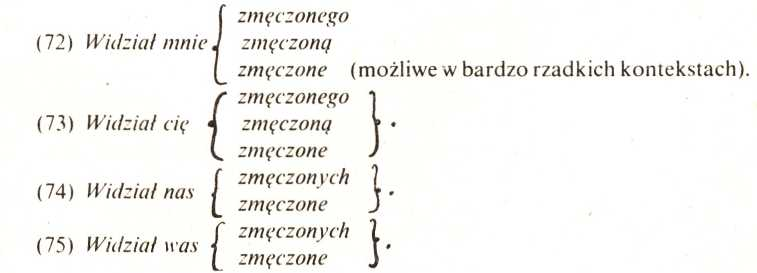 zmęczonego
(72) Widział mnie zmęczoną
zmęczone (możliwe w bardzo rzadkich kontekstach).
zmęczonego
(73) Widział cię zmęczoną .
zmęczone
zmęczonych
(74) Widział nas .
zmęczone
zmęczonych
(75) Widział was .
zmęczone